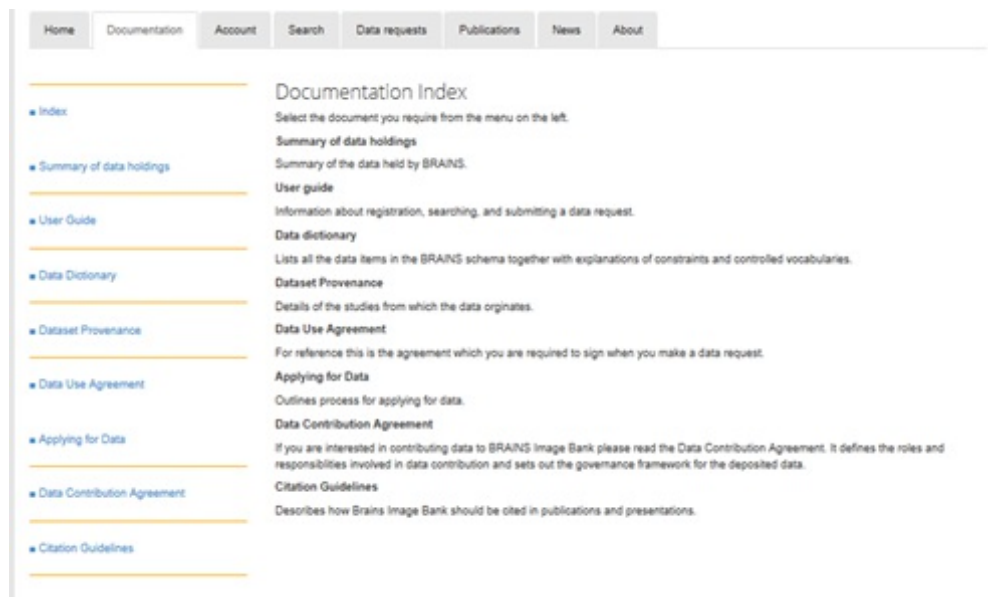 Home Documentation Account Search Data requests Publications News About
Index
Summary of data holdings
User Guide
Data Dictionary
Dataset Provenance
Data Use Agreement
Applying for Data
Data Contribution Agreement
Citation Guidelines
Documentation Index
Select the document you require from the menu on the left.
Summary of data holdings
Summary of the data held by BRAINS.
User guide
Information about registration, searching, and submitting a data request.
Data dictionary
Lists all the data items in the BRAINS schema together with explanations of constraints and controlled vocabularies.
Dataset Provenance
Details of the studies from which the data orginates.
Data Use Agreement
For reference this is the agreement which you are required to sign when you make a data request.
Applying for Data
Outlines process for applying for data.
Data Contribution Agreement
If you are interested in contributing data to BRAINS Image Bank please read the Data Contribution Agreement. It defines the roles and
responsiblities involved in data contribution and sets out the governance framework for the deposited data.
Citation Guidelines
Describes how Brains Image Bank should be cited in publications and presentations.